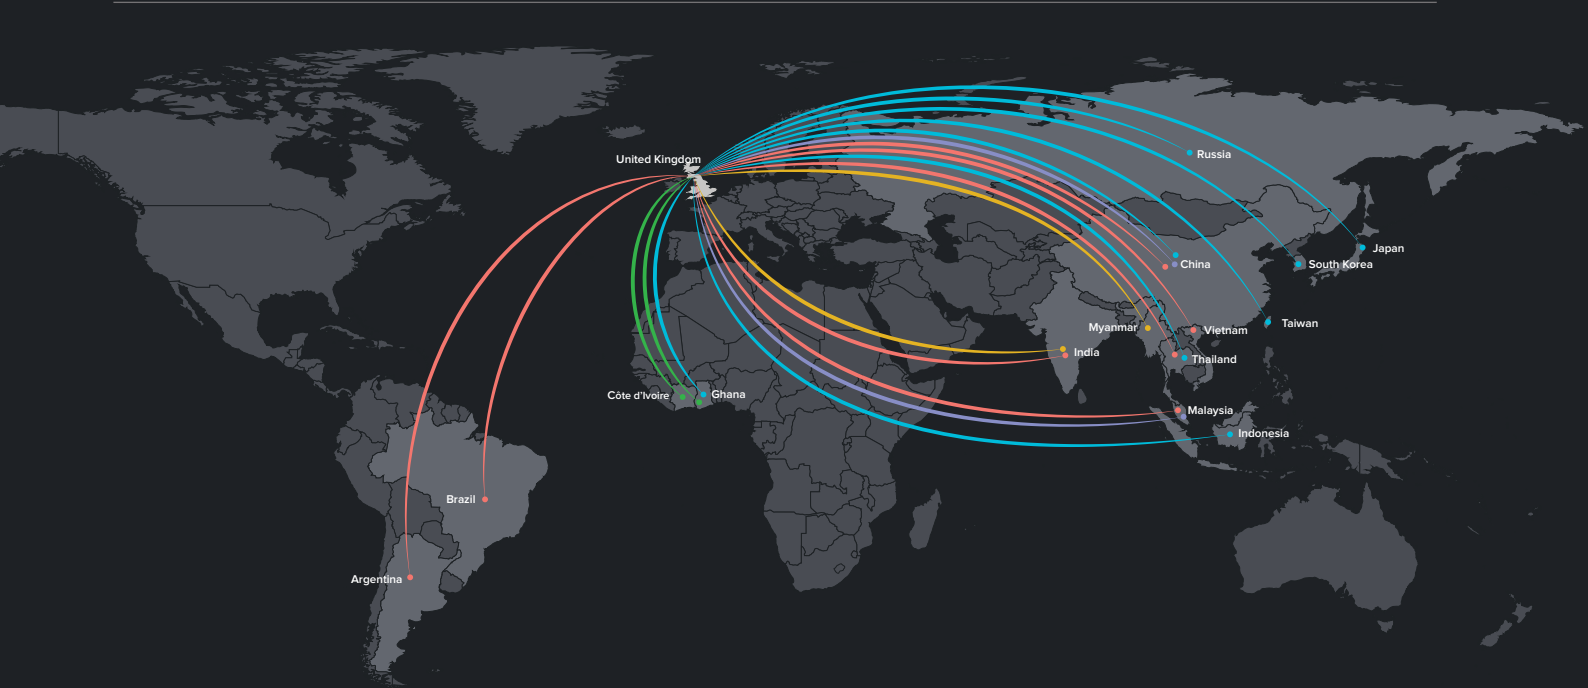 United Kingdom
Russia
Japan
China
South Korea
Taiwan
Myanmar
Vietnam
India
Thailand
Côte d'Ivoire
Ghana
Malaysia
Indonesia
Brazil
Argentina